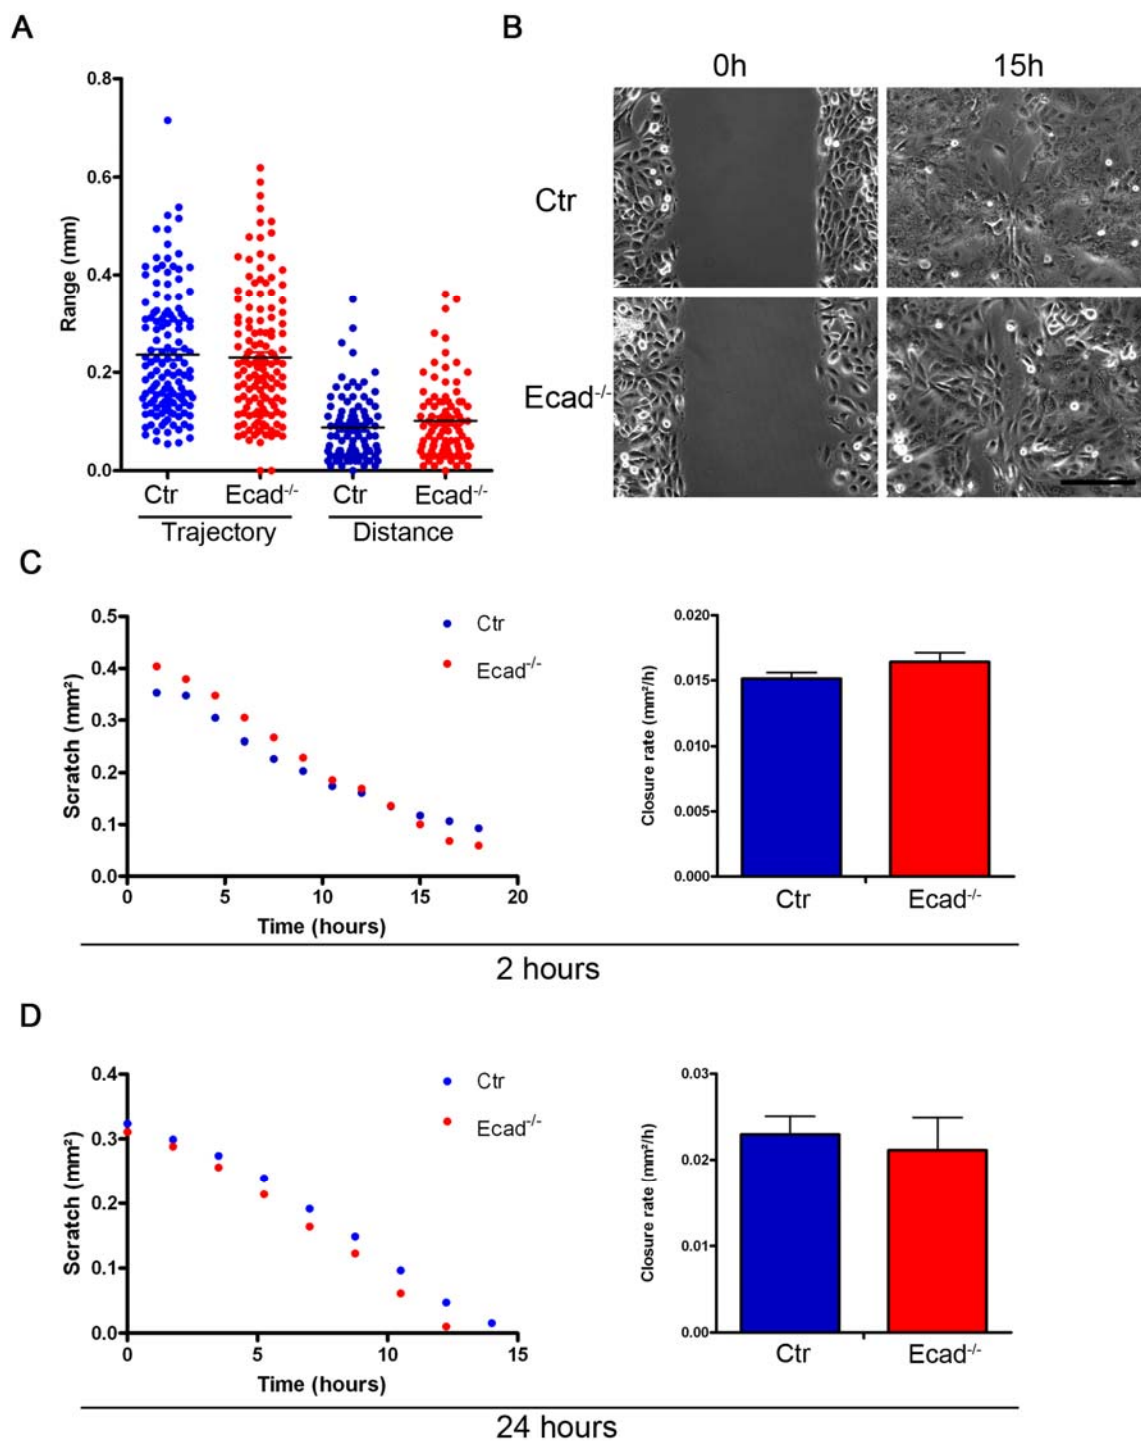 A
B
0h
15h
0.8
0.6
0.4
0.2
0.0
Range (mm)
Ctr
Ecad-/-
Ctr
Ecad-/-
Trajectory
Distance
Ctr
Ecad-/-
C
0.5
0.4
0.3
0.2
0.1
0.0
Scratch (mm²)
0
5
10
15
20
Time (hours)
Ctr
Ecad-/-
0.020
0.015
0.010
0.005
0.000
Closure rate (mm²/h)
Ctr
Ecad-/-
2 hours
D
0.4
0.3
0.2
0.1
0.0
Scratch (mm²)
0
5
10
15
Time (hours)
Ctr
Ecad-/-
0.03
0.02
0.01
0.00
Closure rate (mm²/h)
Ctr
Ecad-/-
24 hours